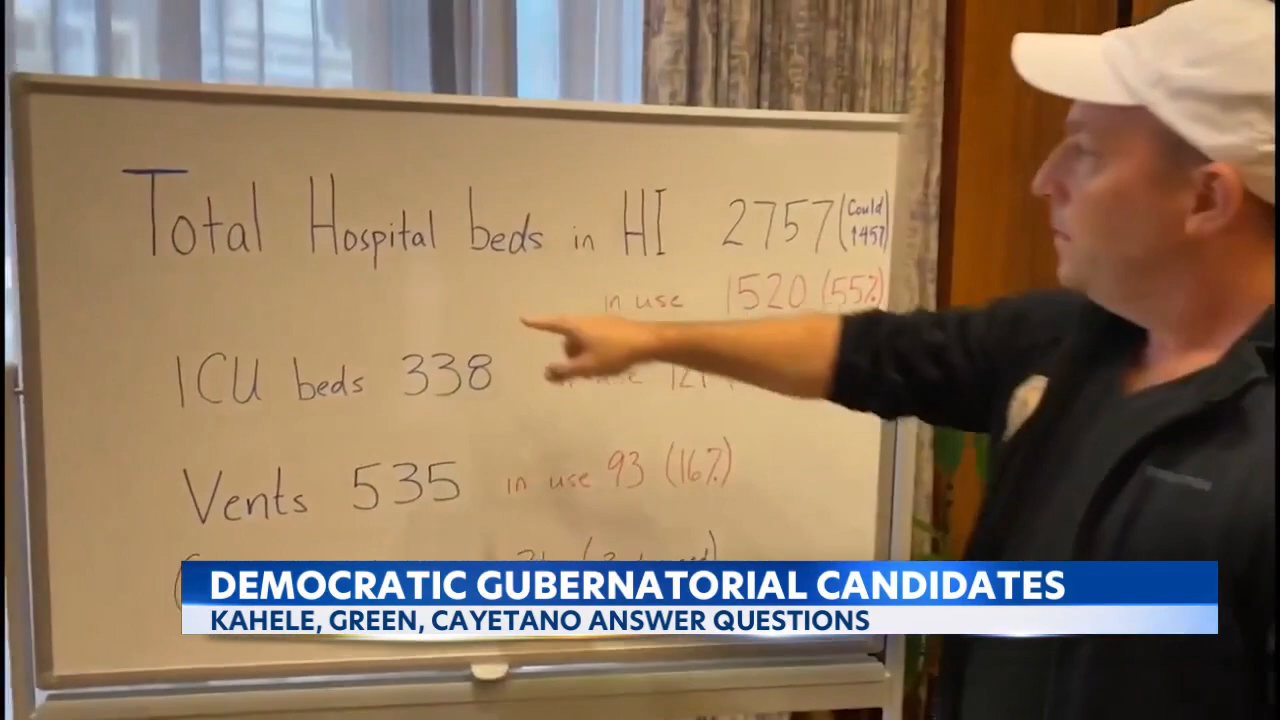 Total Hospital beds in HI 2757 (Could
1457
in use 1520 (55%)
ICU beds 338
Vents 535 in use 93 (16%)
DEMOCRATIC GUBERNATORIAL CANDIDATES
KAHELE, GREEN, CAYETANO ANSWER QUESTIONS